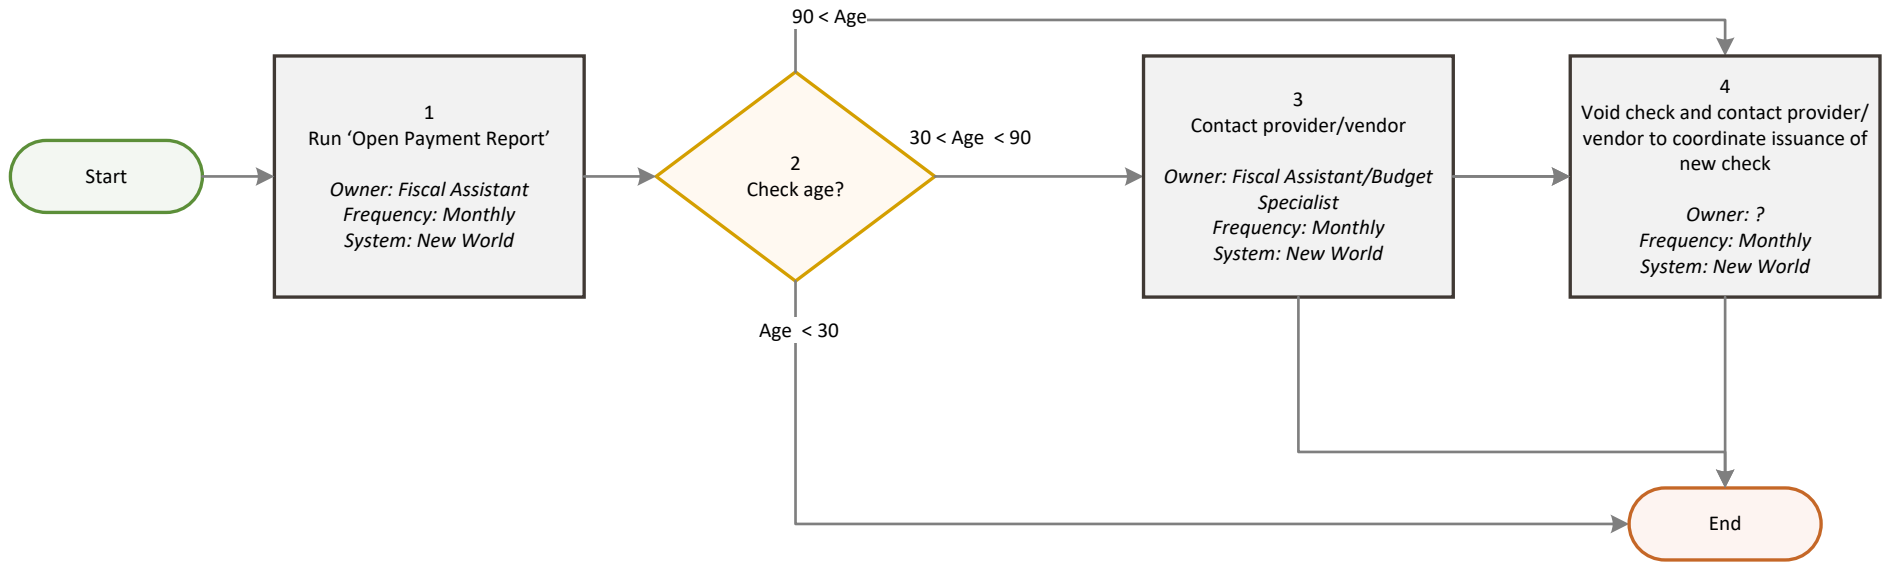 90 < Age
Start
1
Run ‘Open Payment Report’
Owner: Fiscal Assistant
Frequency: Monthly
System: New World
2
Check age?
30 < Age  < 90
Age  < 30
3
Contact provider/vendor
Owner: Fiscal Assistant/Budget
Specialist
Frequency: Monthly
System: New World
4
Void check and contact provider/
vendor to coordinate issuance of
new check
Owner: ?
Frequency: Monthly
System: New World
End